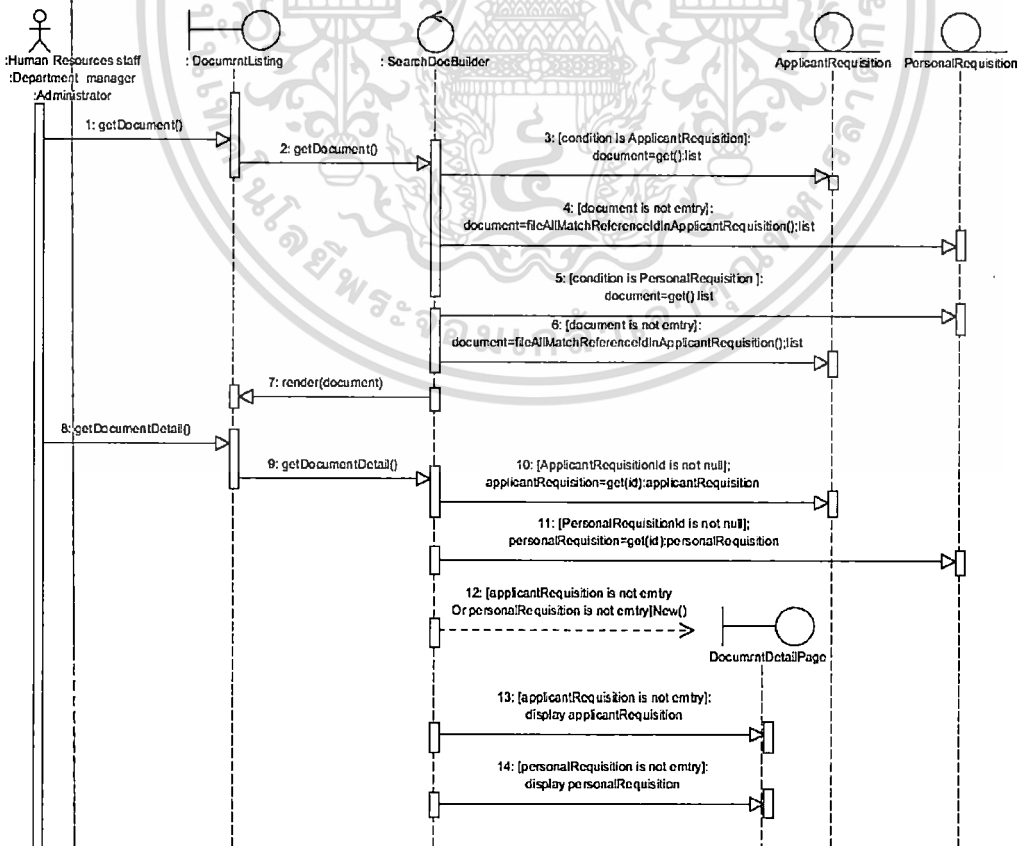 :Human Resources staff
:Department manager
:Administrator
: DocumrntListing
: SearchDocBuilder
ApplicantRequisition
PersonalRequisition
1: getDocument()
2: getDocument()
3: [condition is ApplicantRequisition]:
document=get():list
4: [document is not emtry]:
document=fileAllMatchReferenceIdInApplicantRequisition():list
5: [condition is PersonalRequisition ]:
document=get() list
6: [document is not emtry]:
document=fileAllMatchReferenceIdInApplicantRequisition():list
7: render(document)
8: getDocumentDetail()
9: getDocumentDetail()
10: [ApplicantRequisitionId is not null];
applicantRequisition=get(id):applicantRequisition
11: [PersonalRequisitionId is not null];
personalRequisition=get(id):personalRequisition
12: [applicantRequisition is not emtry
Or personalRequisition is not emtry]New()
DocumrntDetailPage
13: [applicantRequisition is not emtry]:
display applicantRequisition
14: [personalRequisition is not emtry]:
display personalRequisition